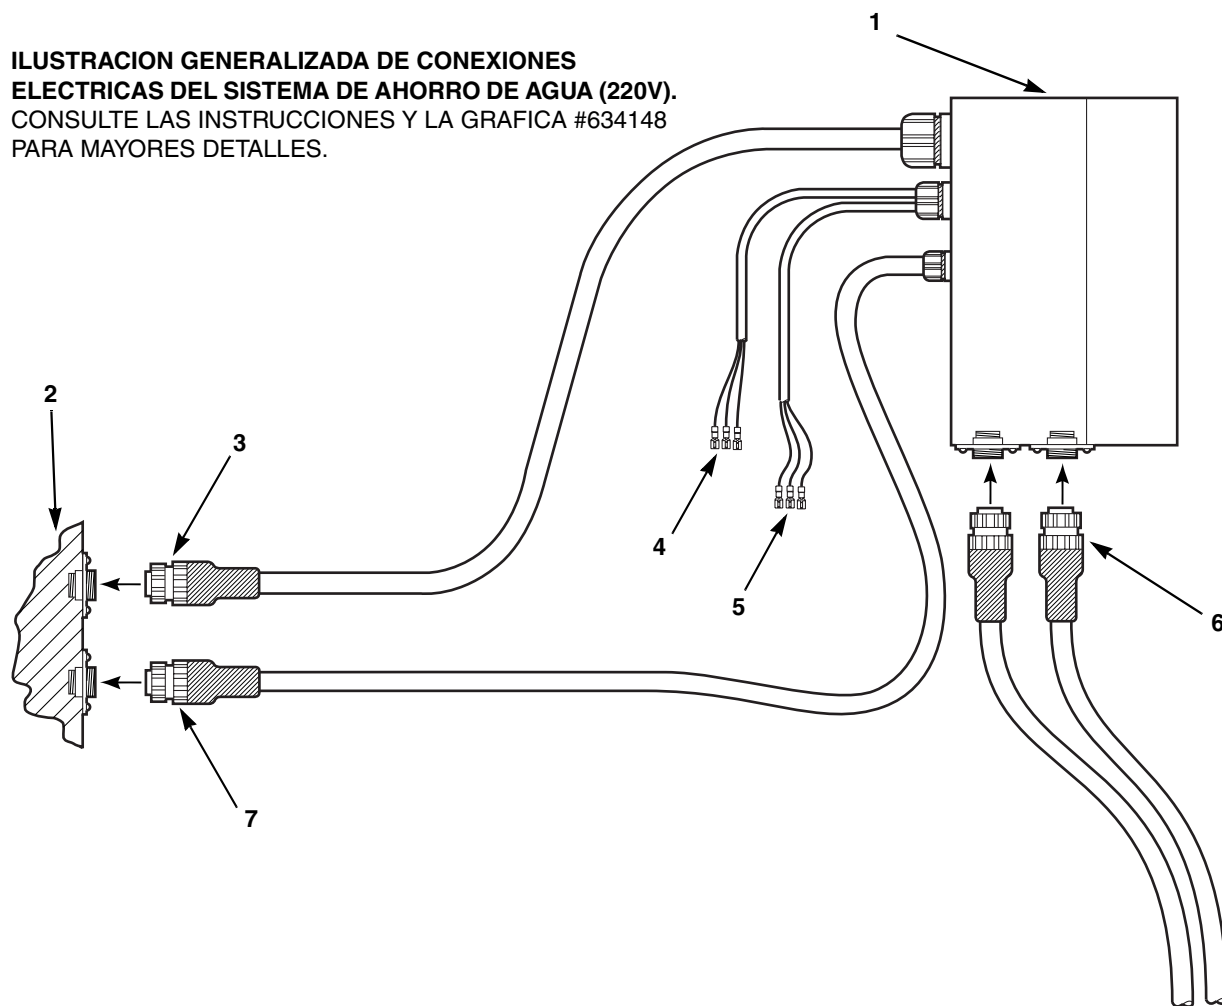 1
ILUSTRACION GENERALIZADA DE CONEXIONES
ELECTRICAS DEL SISTEMA DE AHORRO DE AGUA (220V).
CONSULTE LAS INSTRUCCIONES Y LA GRAFICA #634148
PARA MAYORES DETALLES.
2
3
4
5
6
7